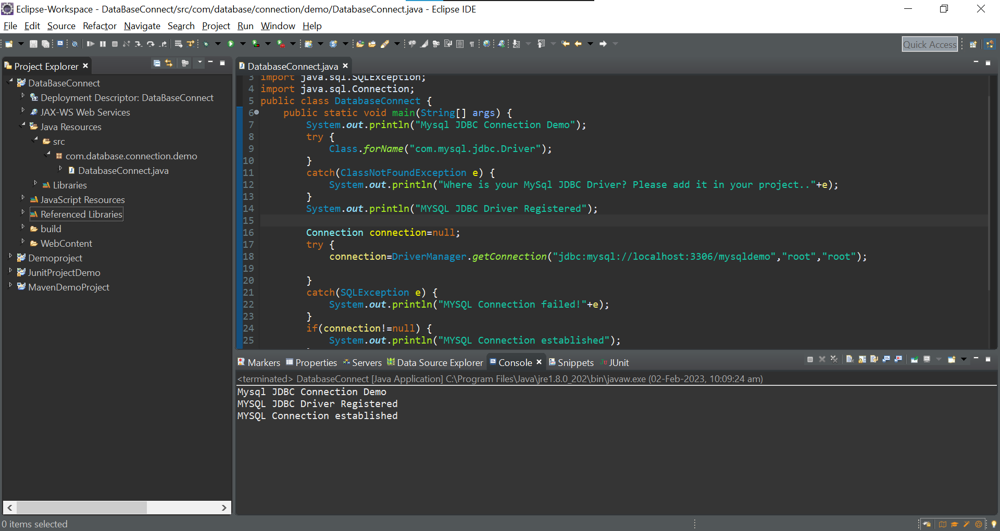 Eclipse-Workspace - DataBaseConnect/src/com/database/connection/demo/DatabaseConnect.java - Eclipse IDE
File Edit Source Refactor Navigate Search Project Run Window Help
Quick Access
Project Explorer
DataBaseConnect
Deployment Descriptor: DataBaseConnect
JAX-WS Web Services
Java Resources
src
com.database.connection.demo
DatabaseConnect.java
Libraries
JavaScript Resources
Referenced Libraries
build
WebContent
Demoproject
JunitProjectDemo
MavenDemoProject
DatabaseConnect.java
3 import java.sql.SQLException;
4 import java.sql.Connection;
5 public class DatabaseConnect {
6 public static void main(String[] args) {
7 System.out.println("Mysql JDBC Connection Demo");
8 try {
9 Class.forName("com.mysql.jdbc.Driver");
10 }
11 catch(ClassNotFoundException e) {
12 System.out.println("Where is your MySql JDBC Driver? Please add it in your project.."+e);
13 }
14 System.out.println("MYSQL JDBC Driver Registered");
15
16 Connection connection=null;
17 try {
18 connection=DriverManager.getConnection("jdbc:mysql://localhost:3306/mysqldemo","root","root");
19
20 }
21 catch(SQLException e) {
22 System.out.println("MYSQL Connection failed!"+e);
23 }
24 if(connection!=null) {
25 System.out.println("MYSQL Connection established");
Markers Properties Servers Data Source Explorer Console Snippets JUnit
<terminated> DatabaseConnect [Java Application] C:\Program Files\Java\jre1.8.0_202\bin\javaw.exe (02-Feb-2023, 10:09:24 am)
Mysql JDBC Connection Demo
MYSQL JDBC Driver Registered
MYSQL Connection established
0 items selected